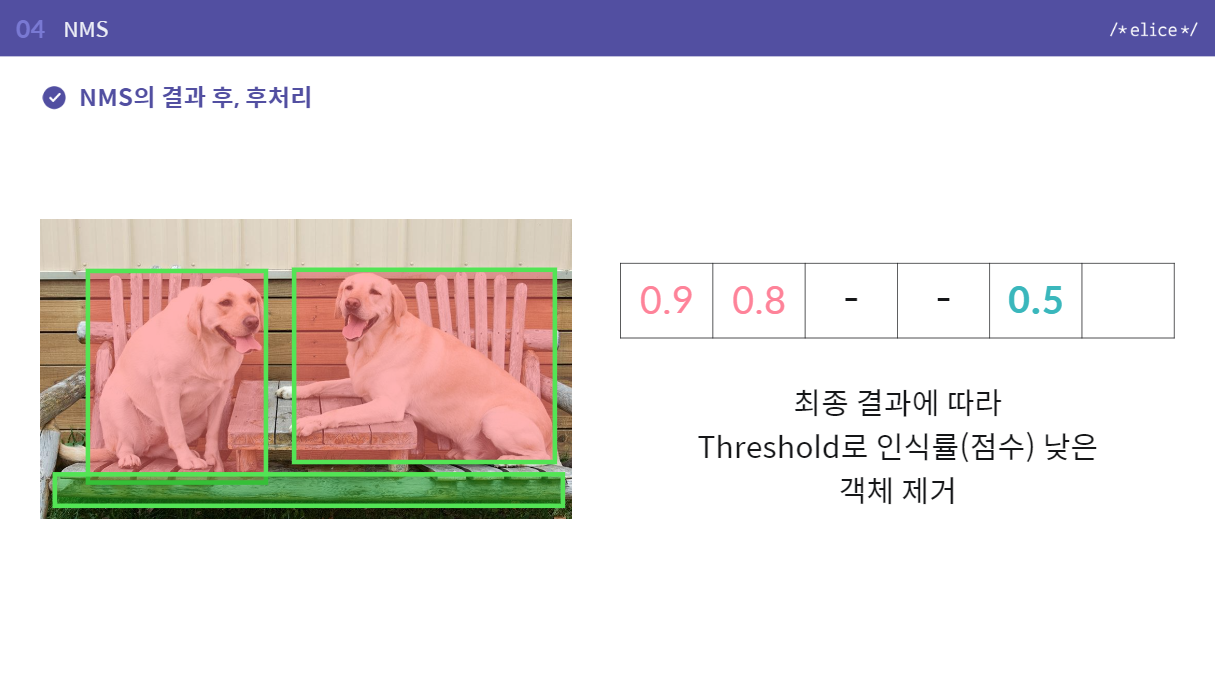 04 NMS
/*elice*/
NMS의 결과 후, 후처리
0.9 0.8 - - 0.5
최종 결과에 따라
Threshold로 인식률(점수) 낮은
객체 제거